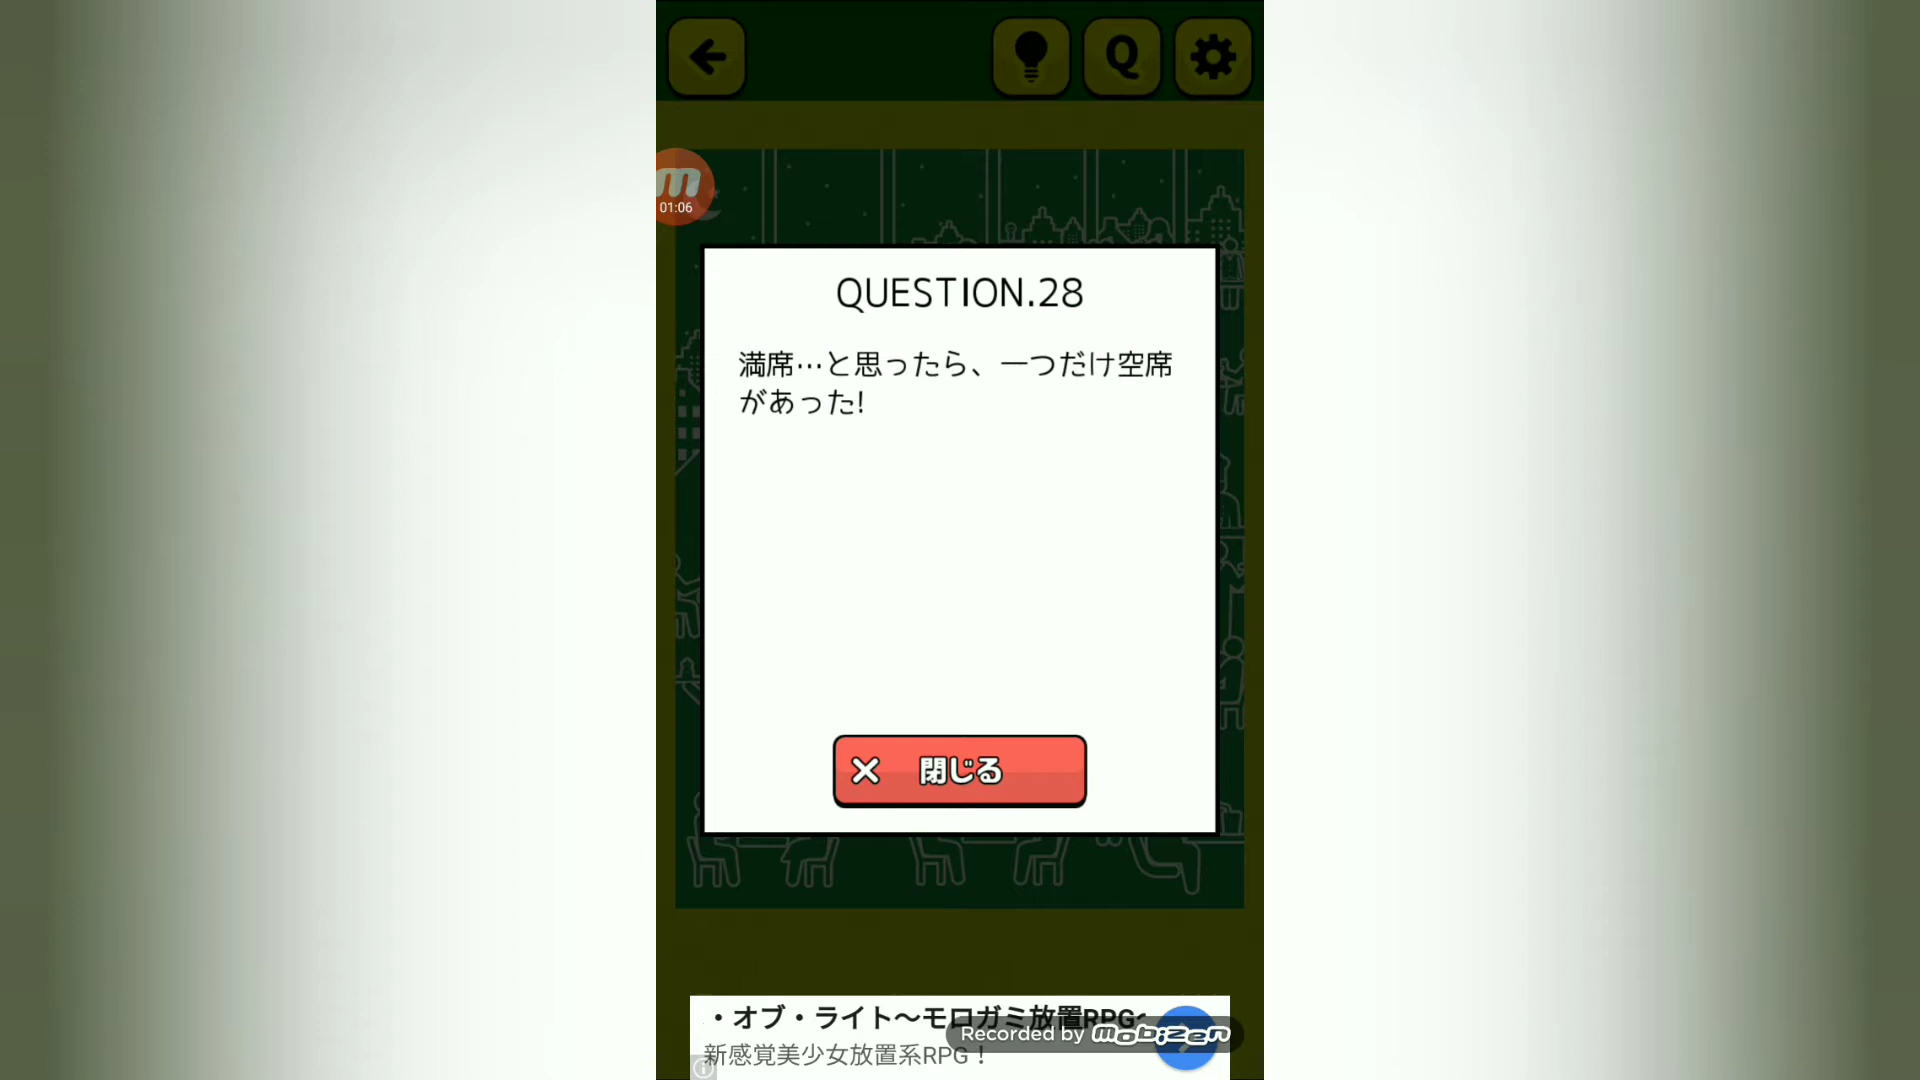 Q
m
01:06
QUESTION.28
満席…と思ったら、一つだけ空席
があった!
閉じる
・オブ・ライト～モロガミ放置RPG～
Recorded by mobizen
新感覚美少女放置系RPG！